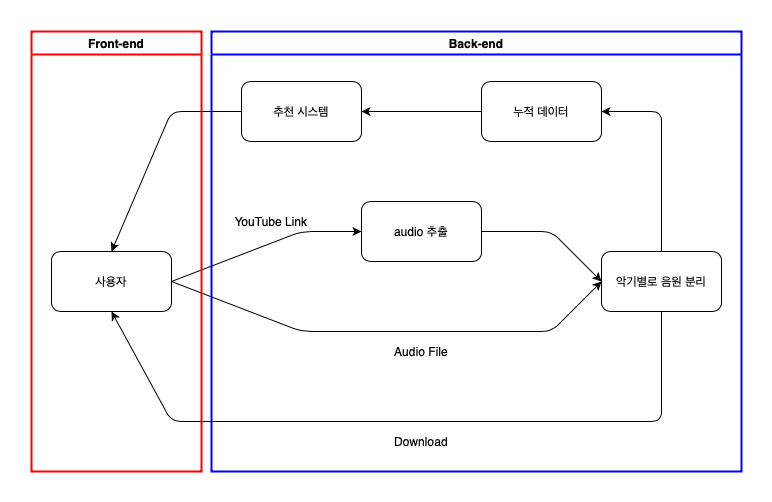 Front-end
Back-end
추천 시스템
누적 데이터
YouTube Link
audio 추출
사용자
악기별로 음원 분리
Audio File
Download